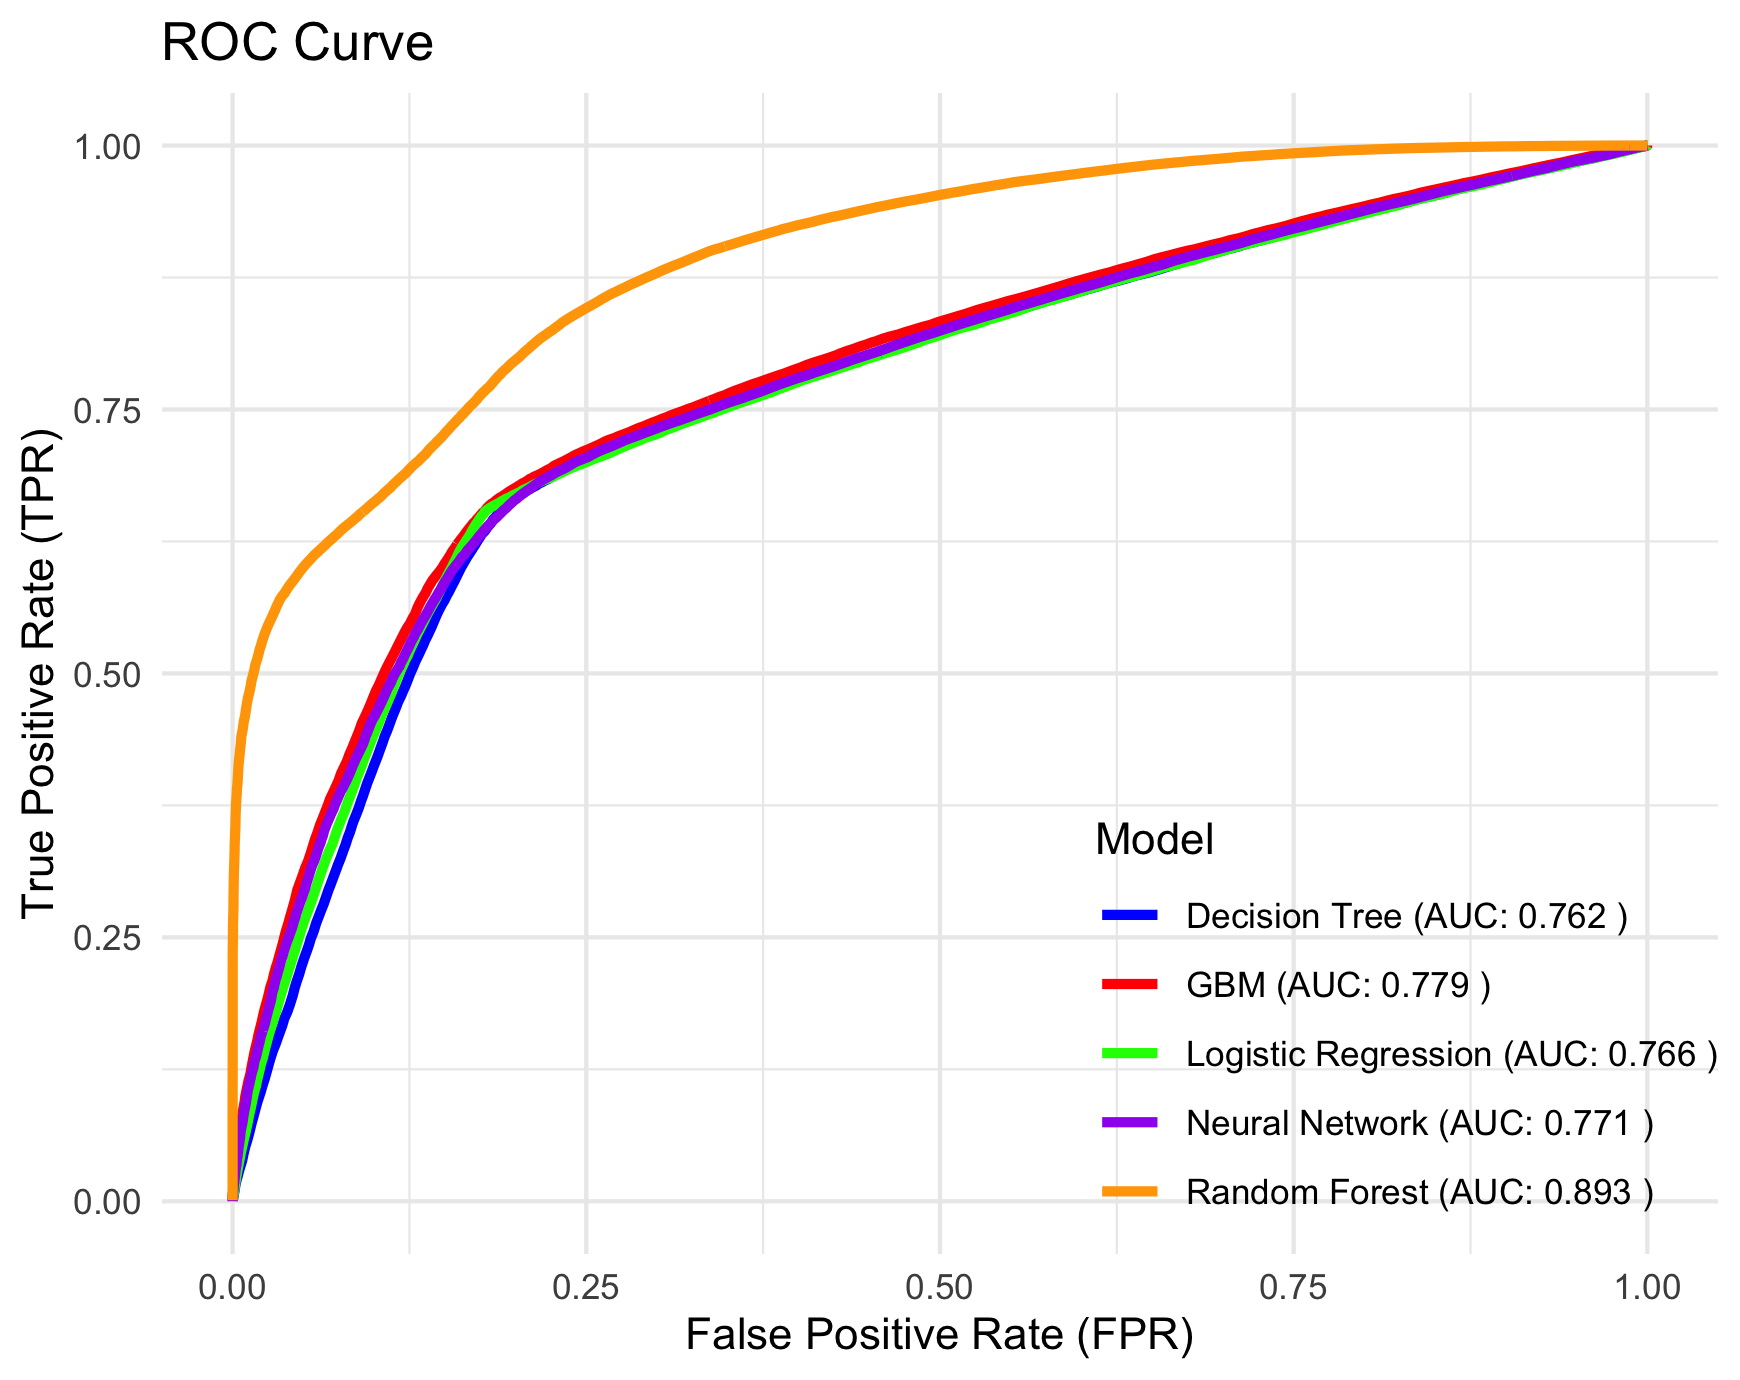 ROC Curve
1.00
0.75
0.50
0.25
0.00
True Positive Rate (TPR)
Model
Decision Tree (AUC: 0.762 )
GBM (AUC: 0.779 )
Logistic Regression (AUC: 0.766 )
Neural Network (AUC: 0.771 )
Random Forest (AUC: 0.893 )
0.00 0.25 0.50 0.75 1.00
False Positive Rate (FPR)